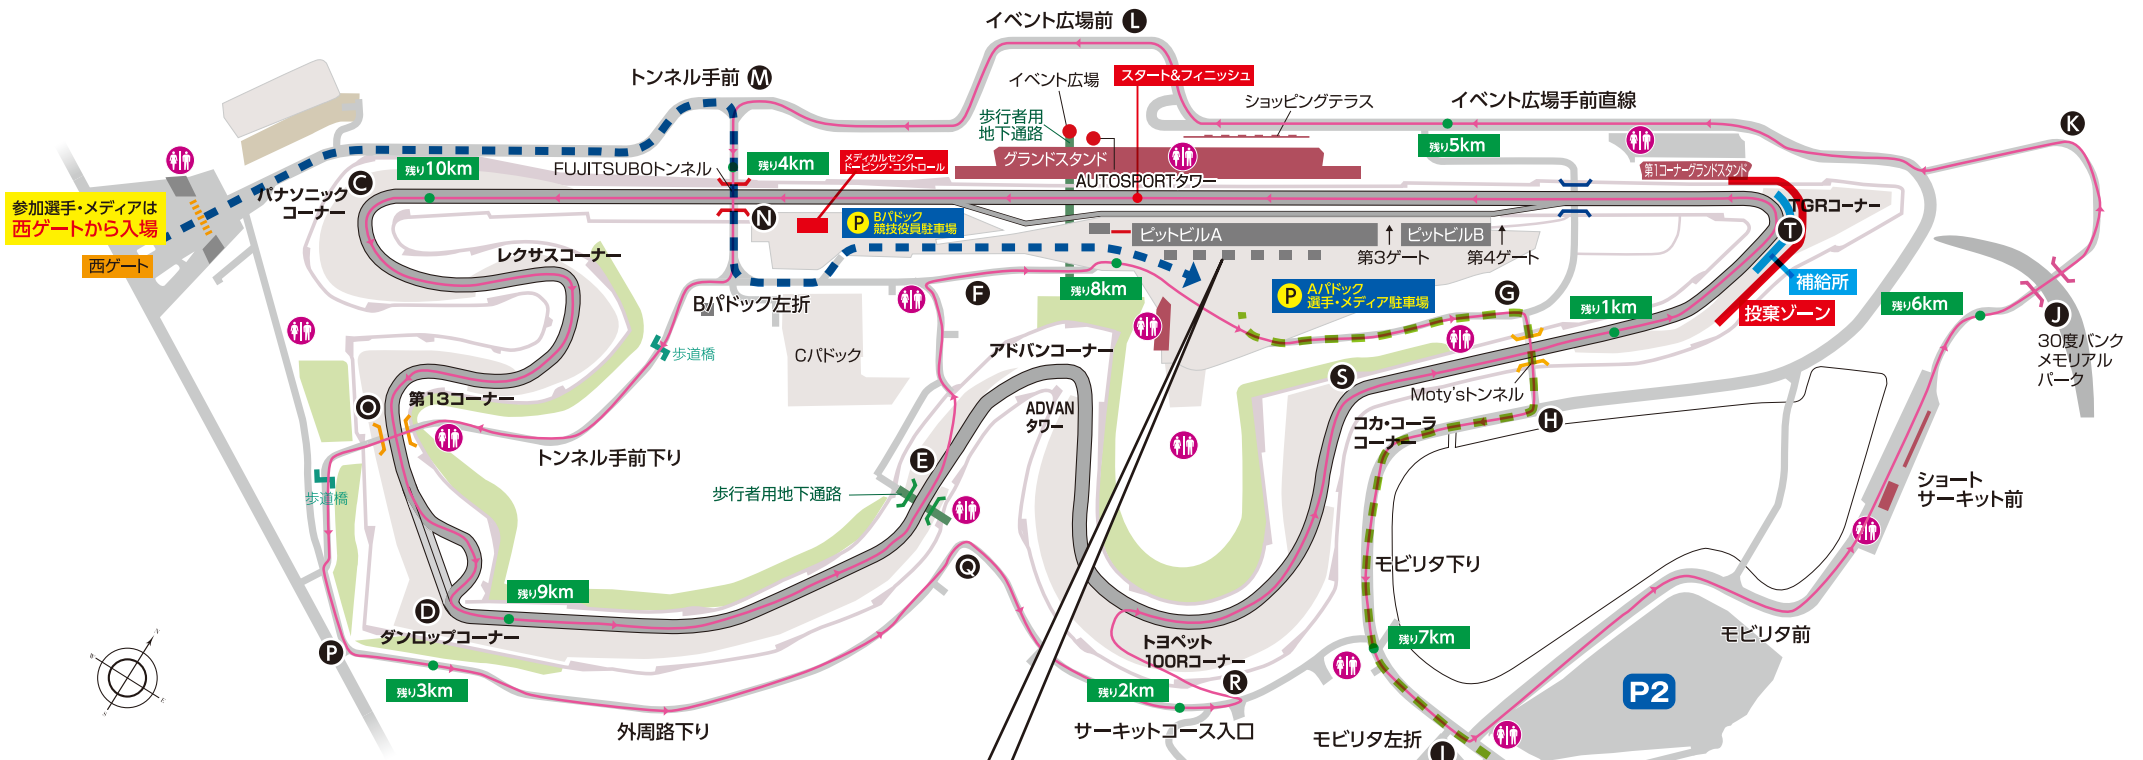 イベント広場前 L
トンネル手前 M
イベント広場
スタート&フィニッシュ
ショッピングテラス
イベント広場手前直線
歩行者用
地下通路
K
残り5km
残り4km
メディカルセンター
ドーピング・コントロール
グランドスタンド
第1コーナーグランドスタンド
残り10km
FUJITSUBOトンネル
AUTOSPORTタワー
パナソニック
コーナー
C
参加選手・メディアは
西ゲートから入場
西ゲート
N
P
Bパドック
競技役員駐車場
ピットビルA
ピットビルB
第3ゲート
第4ゲート
TGRコーナー
T
補給所
投棄ゾーン
レクサスコーナー
Bパドック左折
F
残り8km
P
Aパドック
選手・メディア駐車場
G
残り1km
残り6km
J
30度バンク
メモリアル
パーク
歩道橋
Cパドック
アドバンコーナー
S
Moty'sトンネル
O
第13コーナー
ADVAN
タワー
コカ・コーラ
コーナー
H
トンネル手前下り
E
歩道橋
歩行者用地下通路
ショート
サーキット前
モビリタ下り
Q
残り9km
D
ダンロップコーナー
P
残り3km
トヨペット
100Rコーナー
R
残り2km
残り7km
モビリタ前
P2
外周路下り
サーキットコース入口
モビリタ左折
I
N
E
S